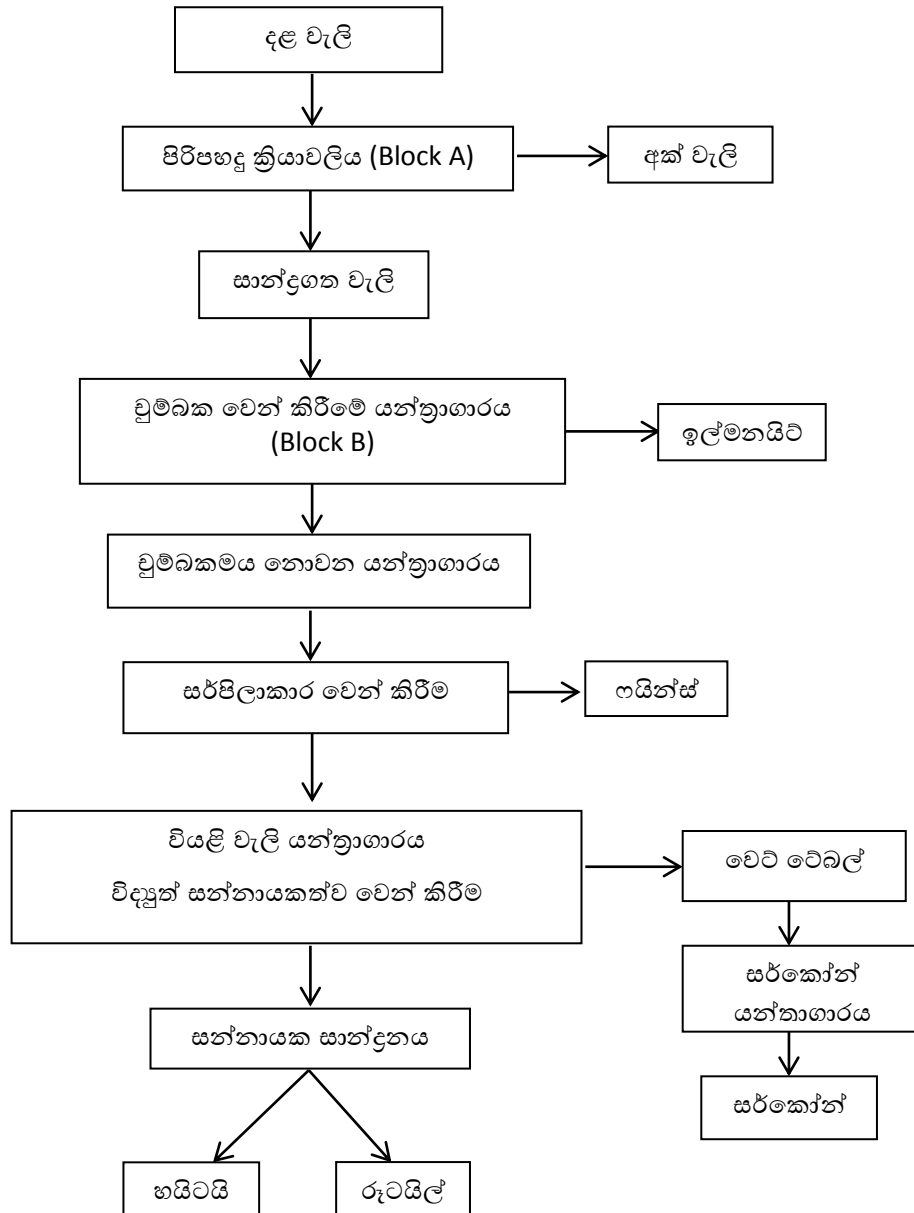 දළ වැලි
පිරිපහදු ක්‍රියාවලිය (Block A)
අක් වැලි
සාන්ද්‍රගත වැලි
චුම්බක වෙන් කිරීමේ යන්ත්‍රාගාරය
(Block B)
ඉල්මනයිට්
චුම්බකමය නොවන යන්ත්‍රාගාරය
සර්පිලාකාර වෙන් කිරීම
ෆයින්ස්
වියළි වැලි යන්ත්‍රාගාරය
විද්‍යුත් සන්නායකත්ව වෙන් කිරීම
වෙට් ටේබල්
සර්කෝන්
යන්තාගාරය
සන්නායක සාන්ද්‍රනය
සර්කෝන්
හයිටයි
රූටයිල්